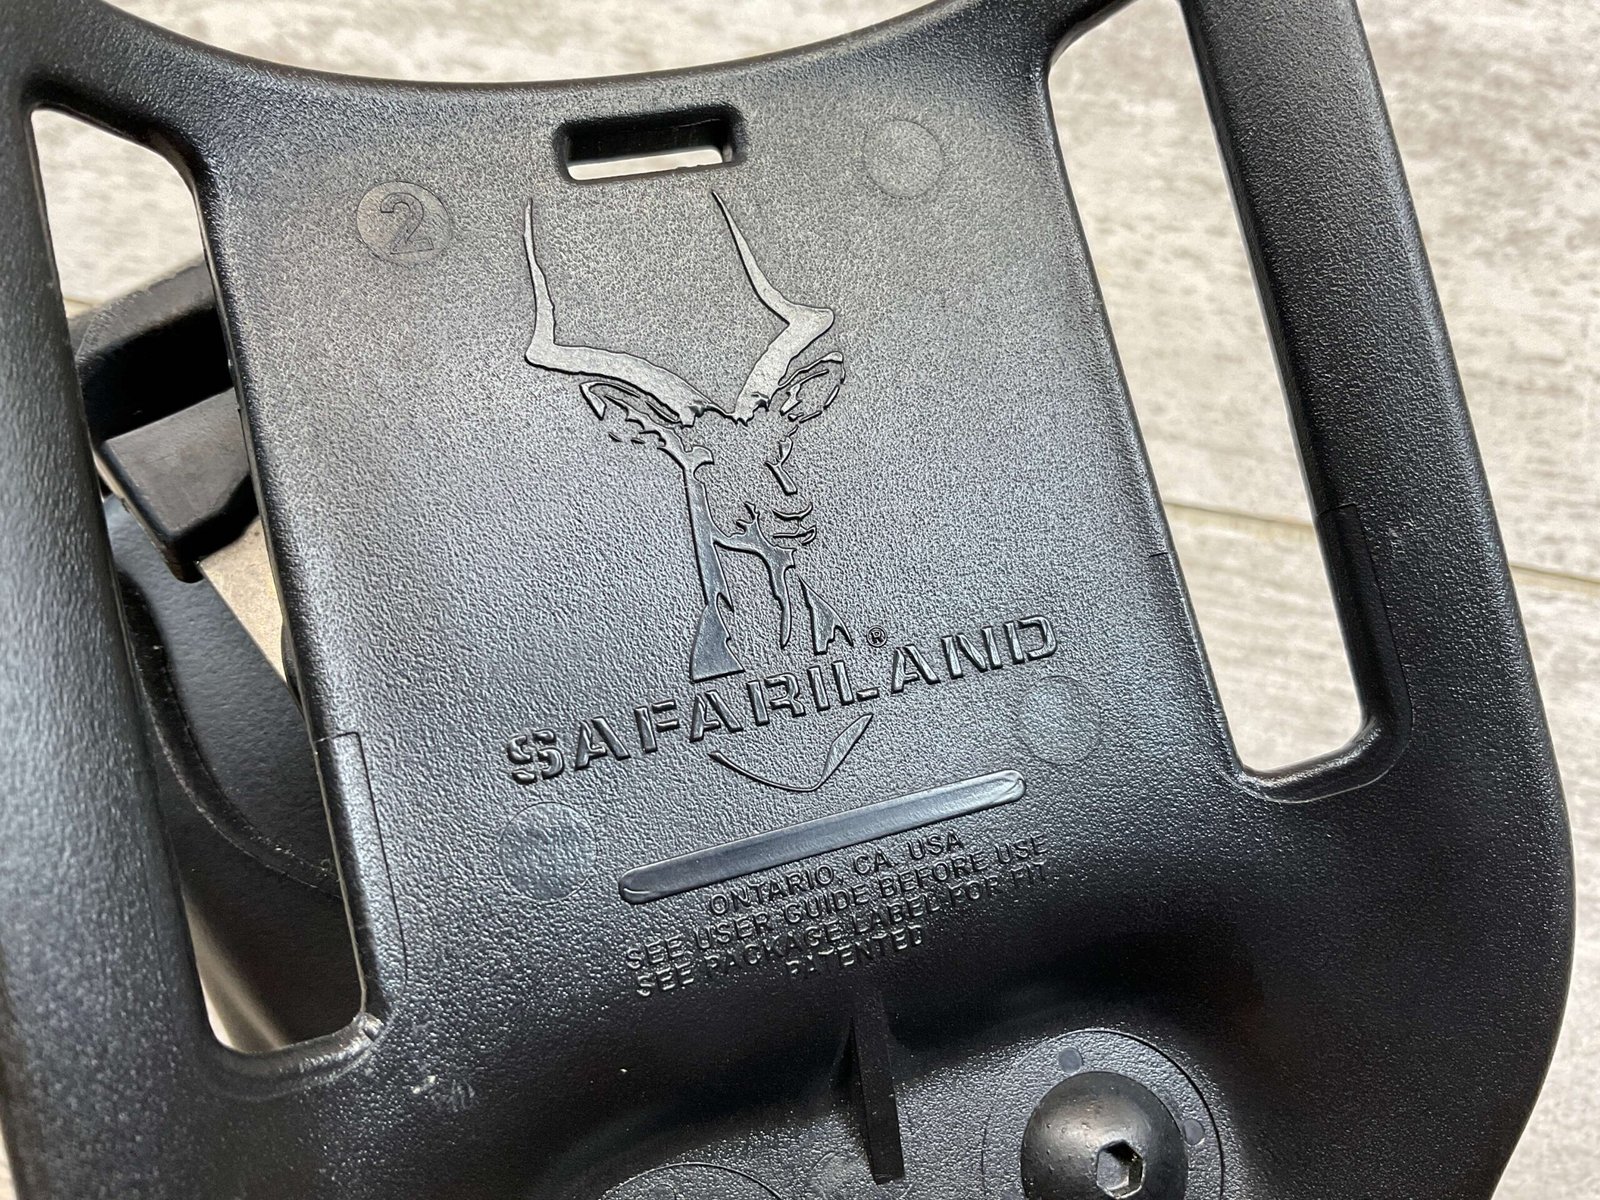 2
SAFARILAND®
ONTARIO, CA, USA
SEE USER GUIDE BEFORE USE
SEE PACKAGE LABEL FOR FIT
PATENTED